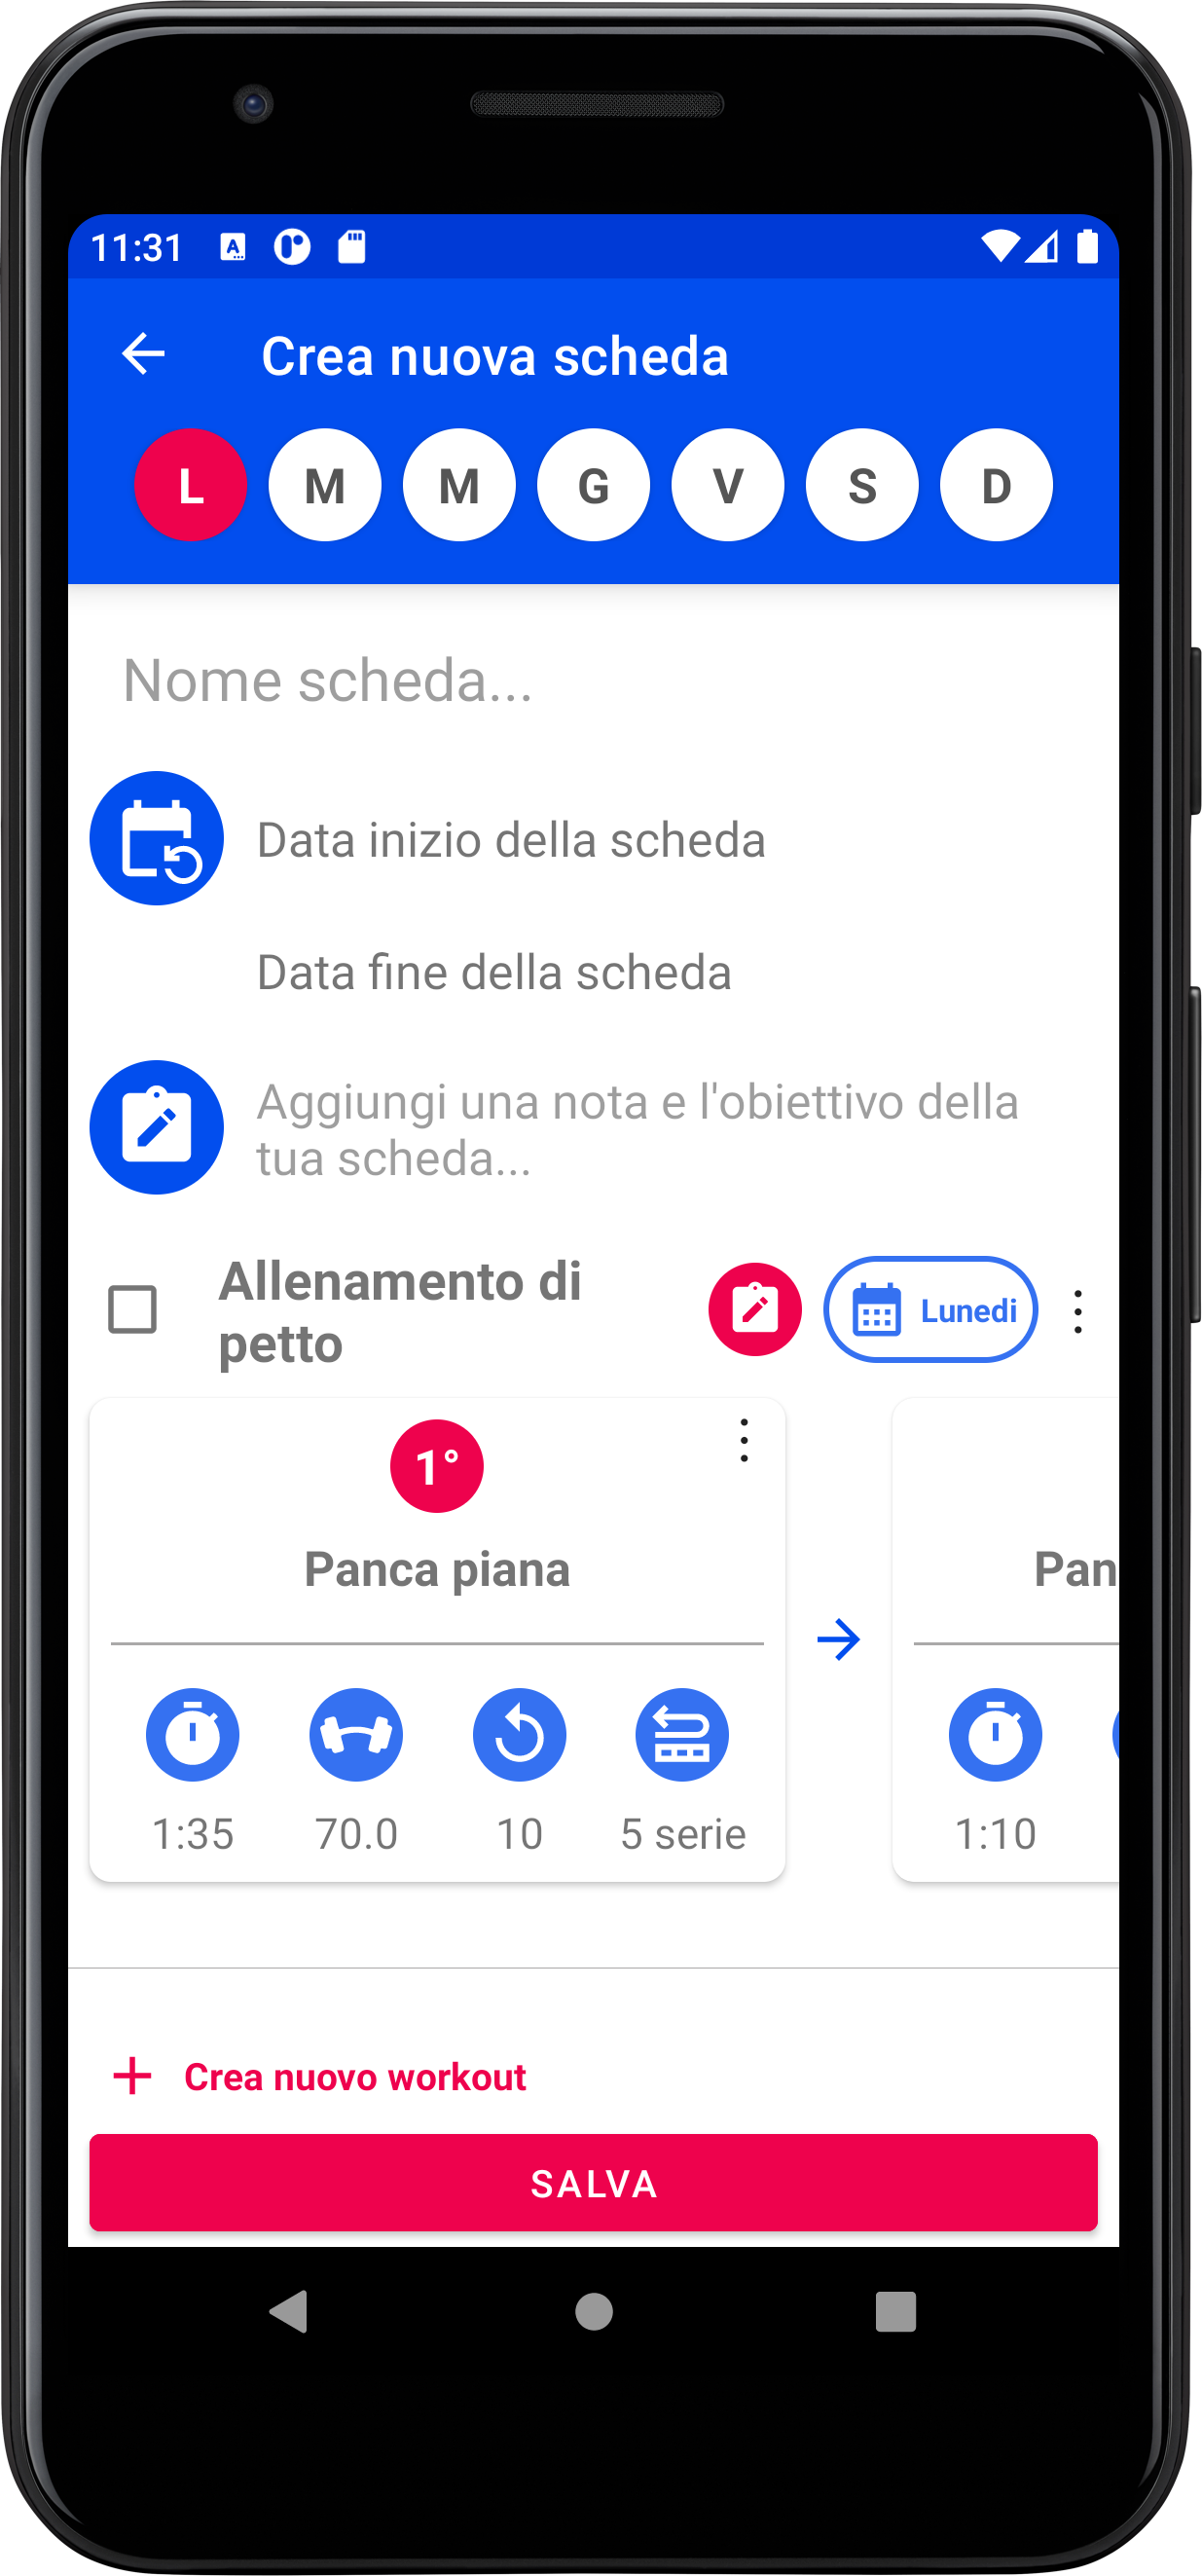 11:31
Crea nuova scheda
L M M G V S D
Nome scheda...
Data inizio della scheda
Data fine della scheda
Aggiungi una nota e l'obiettivo della
tua scheda...
Allenamento di
petto
Lunedi
1°
Panca piana
Pan
1:35 70.0 10 5 serie
1:10
Crea nuovo workout
SALVA